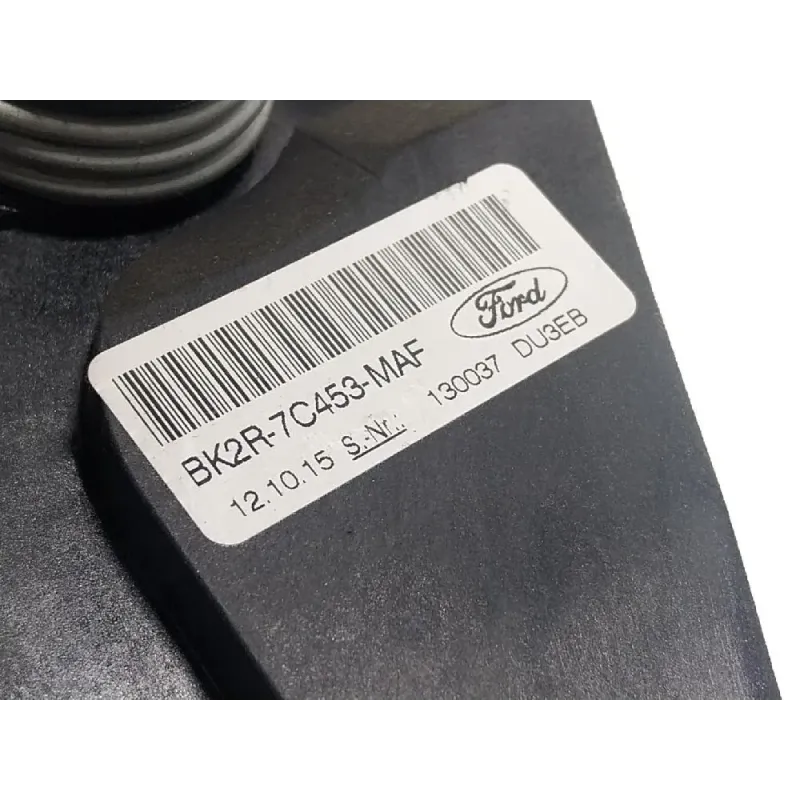 Ford
BK2R-7C453-MAF
12.10.15 S.-Nr.: 130037 DU3EB